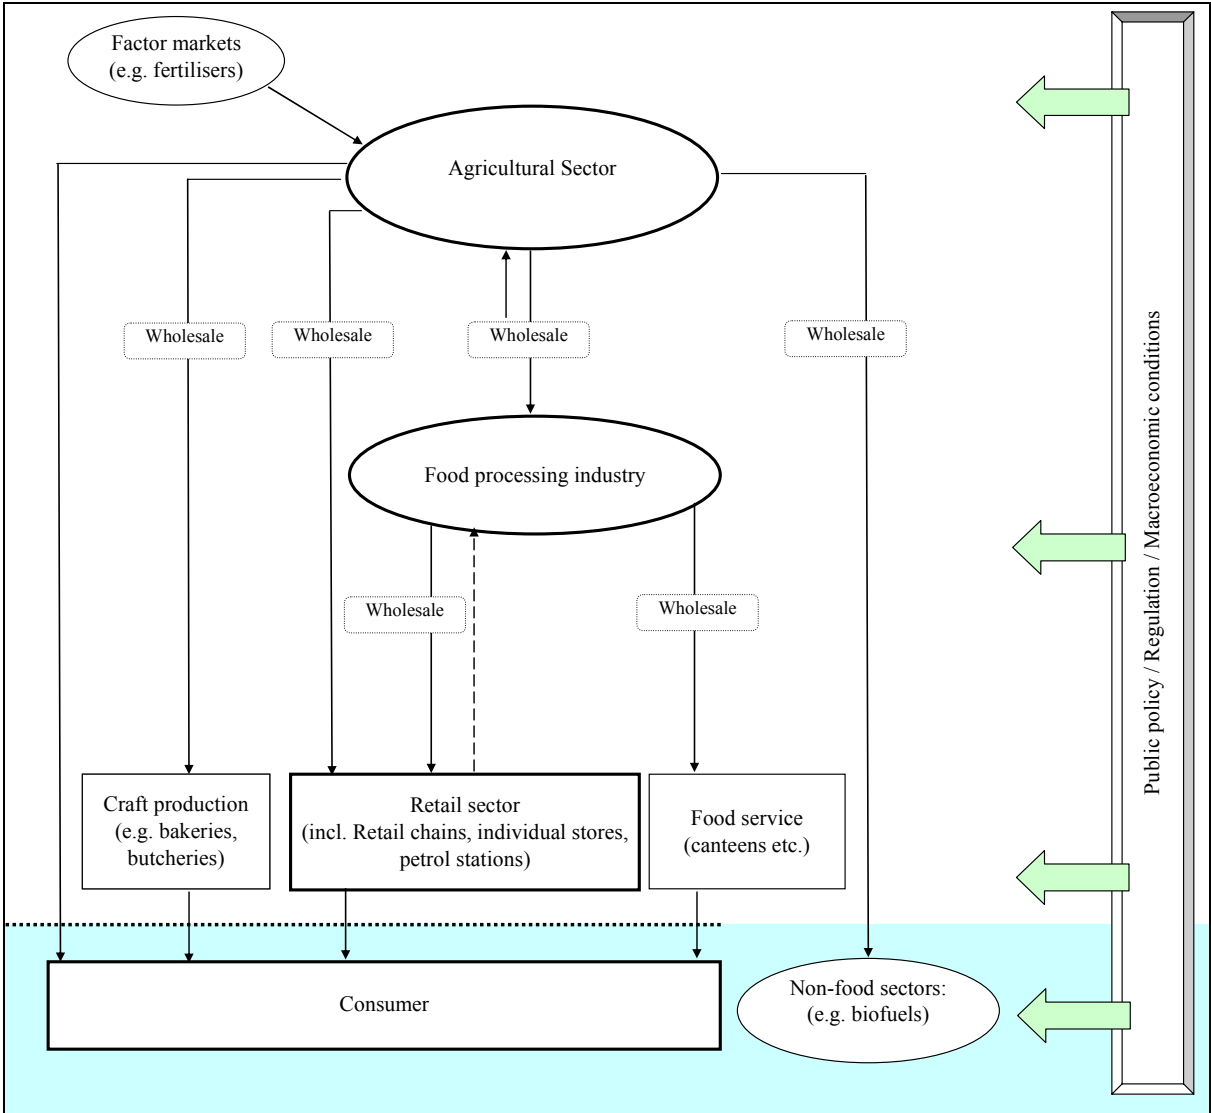 Factor markets
(e.g. fertilisers)
Agricultural Sector
Wholesale
Wholesale
Wholesale
Wholesale
Food processing industry
Wholesale
Wholesale
Craft production
(e.g. bakeries,
butcheries)
Retail sector
(incl. Retail chains, individual stores,
petrol stations)
Food service
(canteens etc.)
Consumer
Non-food sectors:
(e.g. biofuels)
Public policy / Regulation / Macroeconomic conditions